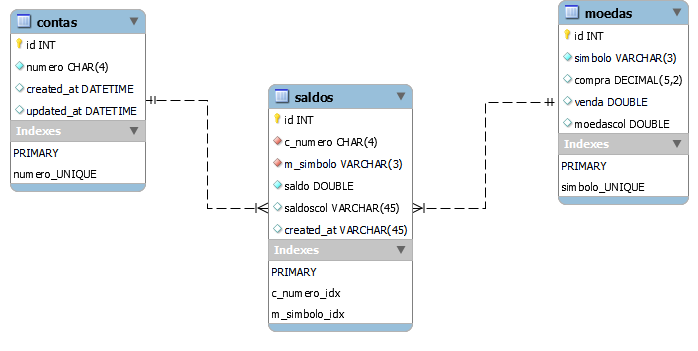 contas
id INT
numero CHAR(4)
created_at DATETIME
updated_at DATETIME
Indexes
PRIMARY
numero_UNIQUE
saldos
id INT
c_numero CHAR(4)
m_simbolo VARCHAR(3)
saldo DOUBLE
saldoscol VARCHAR(45)
created_at VARCHAR(45)
Indexes
PRIMARY
c_numero_idx
m_simbolo_idx
moedas
id INT
simbolo VARCHAR(3)
compra DECIMAL(5,2)
venda DOUBLE
moedascol DOUBLE
Indexes
PRIMARY
simbolo_UNIQUE